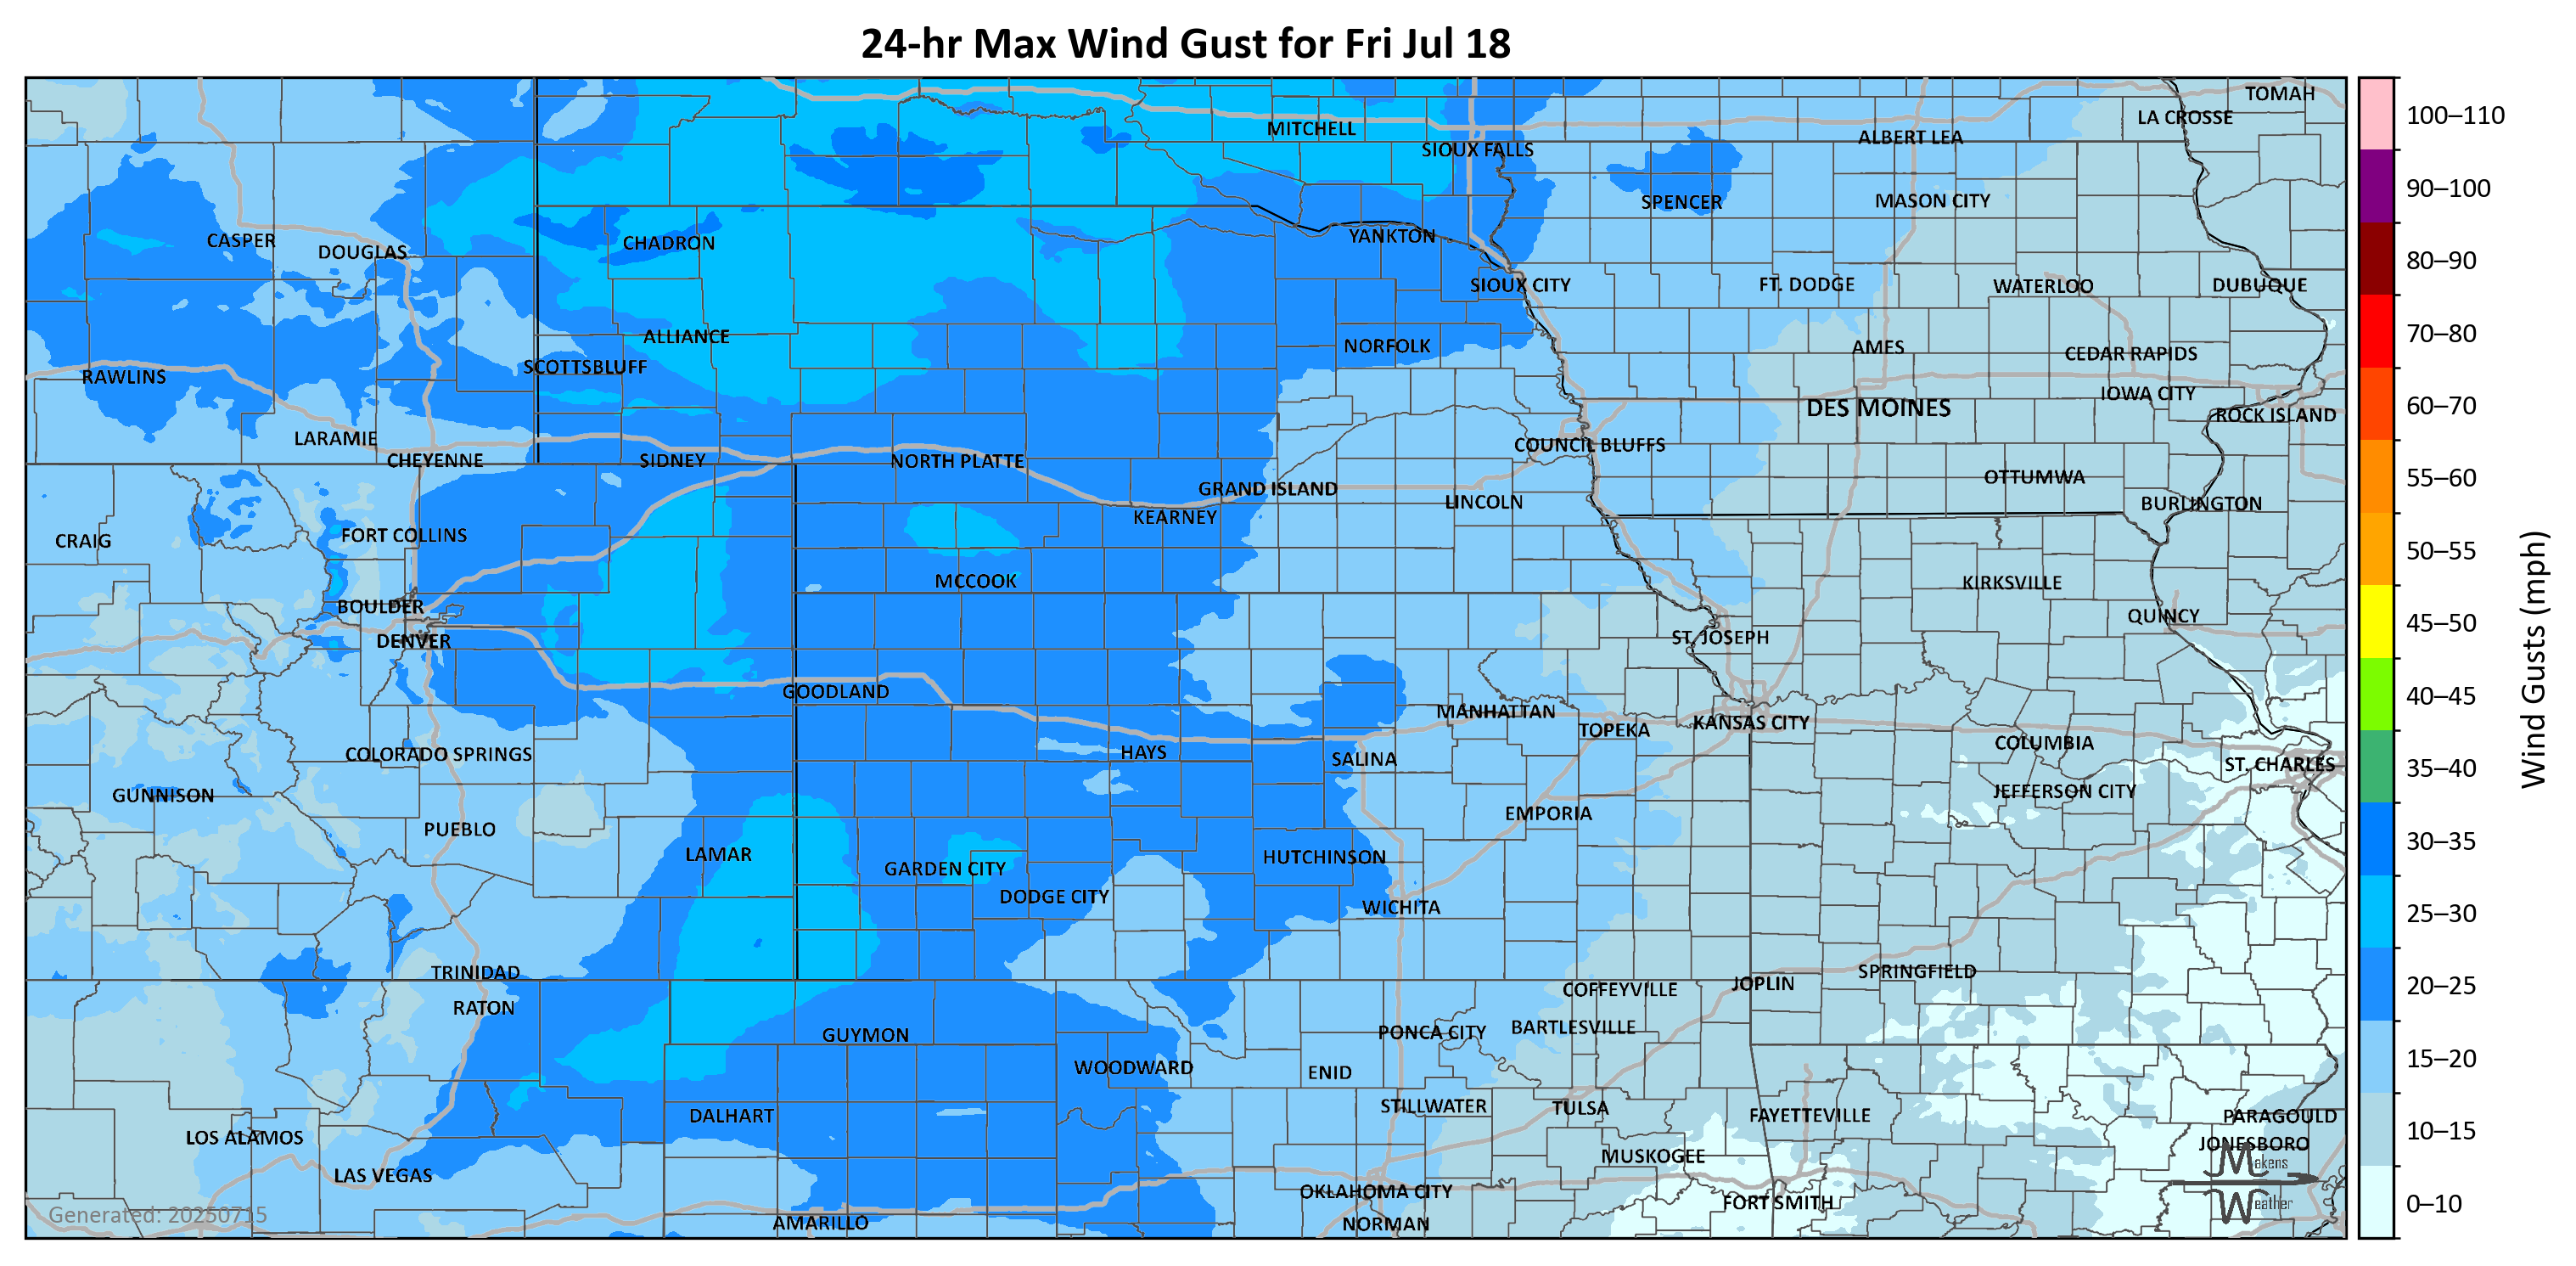 24-hr Max Wind Gust for Fri Jul 18
TOMAH
LA CROSSE
MITCHELL
ALBERT LEA
SIOUX FALLS
SPENCER
MASON CITY
CASPER
CHADRON
YANKTON
DOUGLAS
SIOUX CITY
FT. DODGE
WATERLOO
DUBUQUE
ALLIANCE
NORFOLK
AMES
CEDAR RAPIDS
SCOTTSBLUFF
RAWLINS
IOWA CITY
DES MOINES
ROCK ISLAND
LARAMIE
COUNCIL BLUFFS
CHEYENNE
SIDNEY
NORTH PLATTE
OTTUMWA
GRAND ISLAND
LINCOLN
BURLINGTON
KEARNEY
FORT COLLINS
CRAIG
MCCOOK
KIRKSVILLE
BOULDER
QUINCY
DENVER
ST. JOSEPH
GOODLAND
MANHATTAN
KANSAS CITY
TOPEKA
COLUMBIA
COLORADO SPRINGS
HAYS
SALINA
ST. CHARLES
GUNNISON
JEFFERSON CITY
EMPORIA
PUEBLO
LAMAR
HUTCHINSON
GARDEN CITY
DODGE CITY
WICHITA
TRINIDAD
SPRINGFIELD
JOPLIN
COFFEYVILLE
RATON
BARTLESVILLE
PONCA CITY
GUYMON
WOODWARD
ENID
STILLWATER
TULSA
DALHART
FAYETTEVILLE
PARAGOULD
LOS ALAMOS
JONESBORO
MUSKOGEE
LAS VEGAS
OKLAHOMA CITY
FORT SMITH
AMARILLO
NORMAN
Generated: 20250715
Makens
Weather
100–110
90–100
80–90
70–80
60–70
55–60
50–55
45–50
40–45
35–40
30–35
25–30
20–25
15–20
10–15
0–10
Wind Gusts (mph)